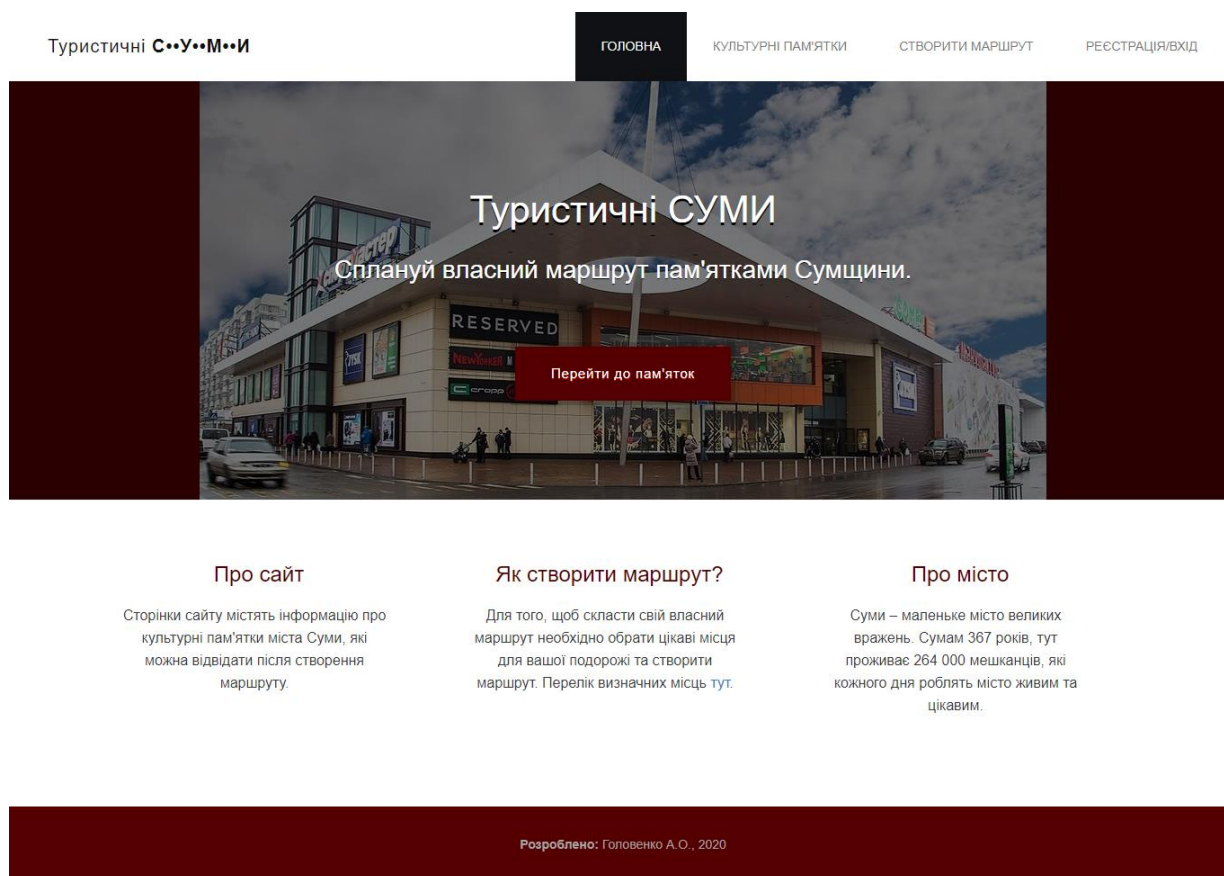 Туристичні С••У••М••И
ГОЛОВНА
КУЛЬТУРНІ ПАМ'ЯТКИ
СТВОРИТИ МАРШРУТ
РЕЄСТРАЦІЯ/ВХІД
Туристичні СУМИ
Сплануй власний маршрут пам'ятками Сумщини.
RESERVED
NEWYORKER
JYSK
cropp
Перейти до пам'яток
Про сайт
Сторінки сайту містять інформацію про
культурні пам'ятки міста Суми, які
можна відвідати після створення
маршруту.
Як створити маршрут?
Для того, щоб скласти свій власний
маршрут необхідно обрати цікаві місця
для вашої подорожі та створити
маршрут. Перелік визначних місць тут.
Про місто
Суми – маленьке місто великих
вражень. Сумам 367 років, тут
проживає 264 000 мешканців, які
кожного дня роблять місто живим та
цікавим.
Розроблено: Головенко А.О., 2020